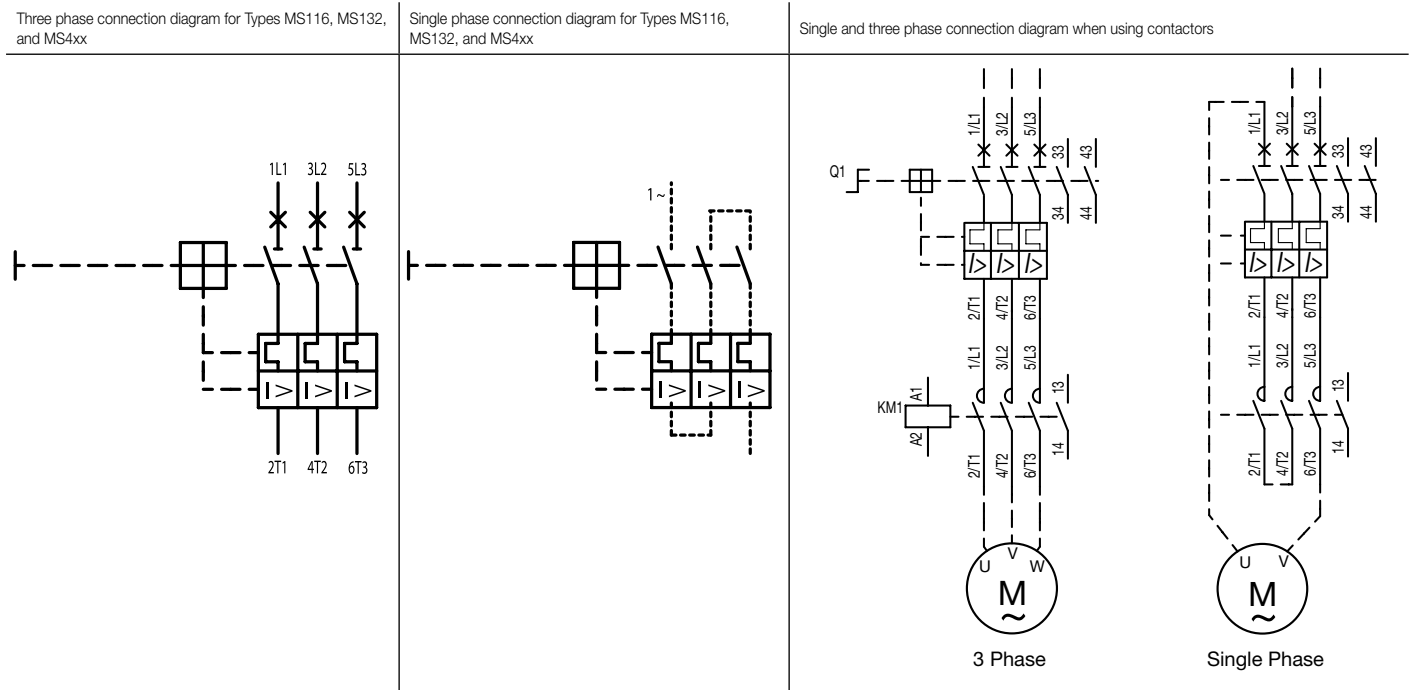 Three phase connection diagram for Types MS116, MS132,
and MS4xx
Single phase connection diagram for Types MS116,
MS132, and MS4xx
Single and three phase connection diagram when using contactors
1L1 3L2 5L3
I > I > I >
2T1 4T2 6T3
1 ~
I > I > I >
1/L1 3/L2 5/L3 33 43
Q1
34 44
I> I> I>
2/T1 4/T2 6/T3
1/L1 3/L2 5/L3
KM1 A1 13
A2 14
2/T1 4/T2 6/T3
U V W
M
~
3 Phase
1/L1 3/L2 5/L3 33 43
34 44
I> I> I>
2/T1 4/T2 6/T3
1/L1 3/L2 5/L3
13
14
2/T1 4/T2 6/T3
U V
M
~
Single Phase